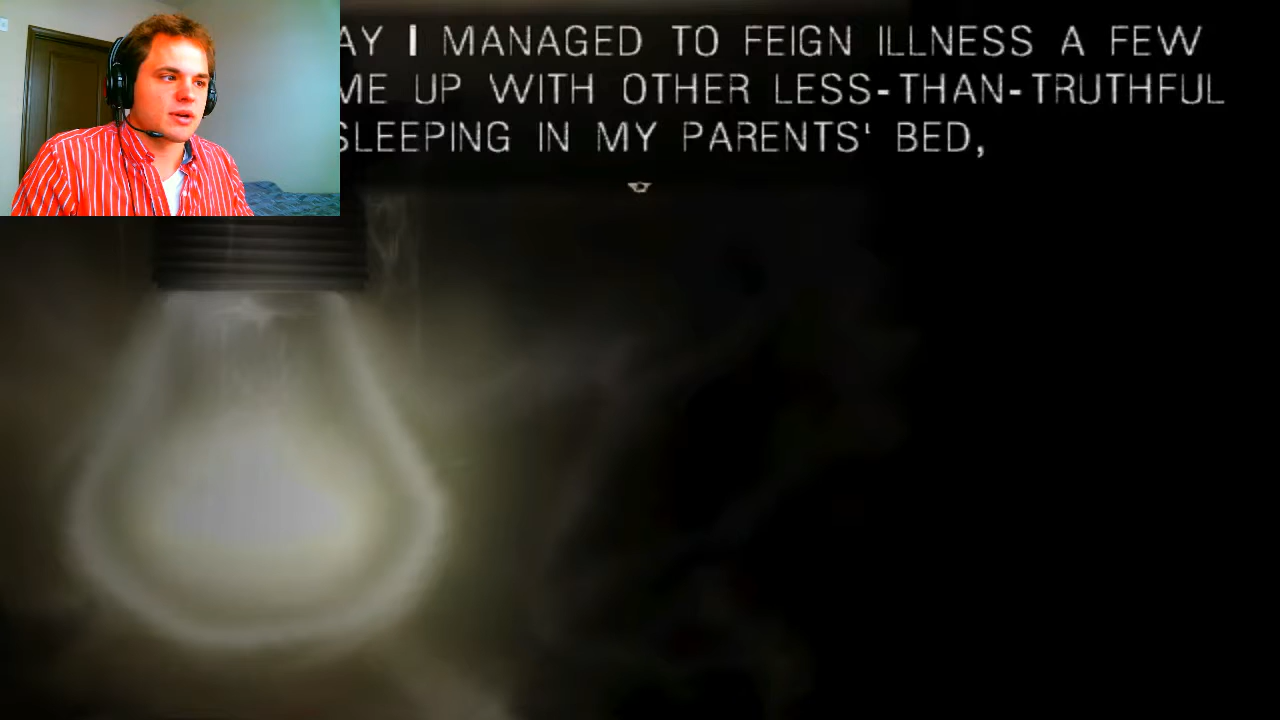 AY I MANAGED TO FEIGN ILLNESS A FEW
ME UP WITH OTHER LESS-THAN-TRUTHFUL
SLEEPING IN MY PARENTS' BED,